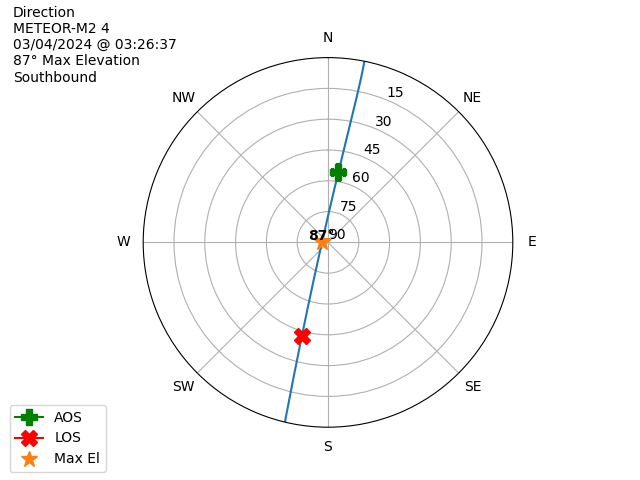 Direction
METEOR-M2 4
03/04/2024 @ 03:26:37
87° Max Elevation
Southbound
N
NW
NE
15
30
45
60
75
87°
90
W
E
SW
SE
S
AOS
LOS
Max El